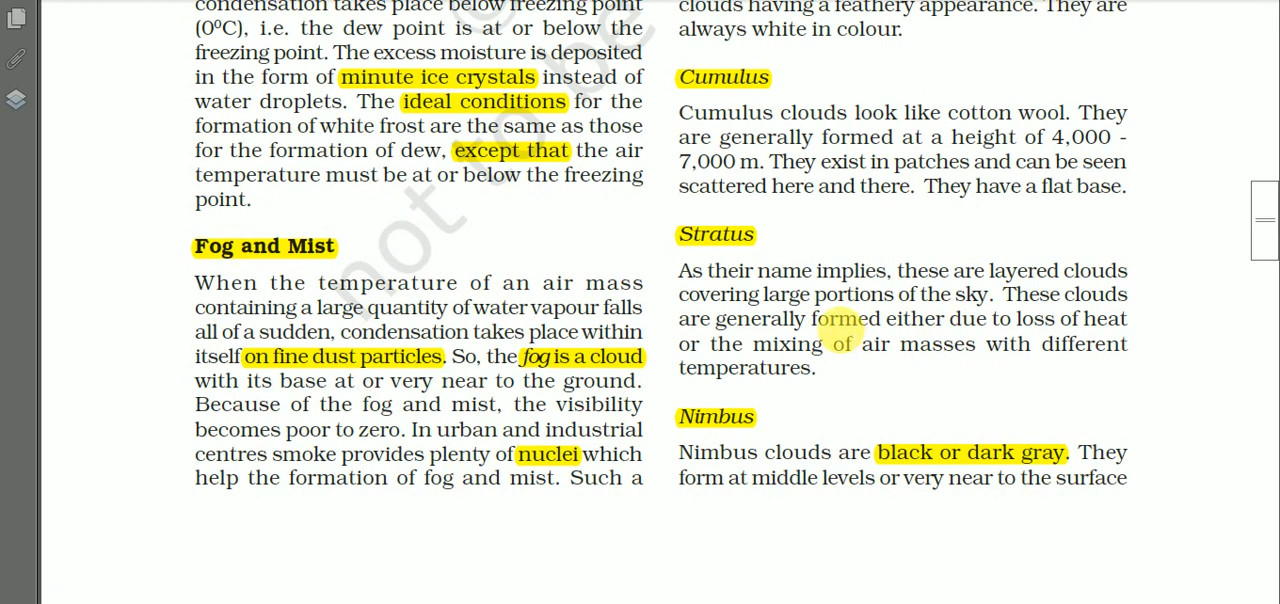 condensation takes place below freezing point
(0⁰C), i.e. the dew point is at or below the
freezing point. The excess moisture is deposited
in the form of minute ice crystals instead of
water droplets. The ideal conditions for the
formation of white frost are the same as those
for the formation of dew, except that the air
temperature must be at or below the freezing
point.
Fog and Mist
When the temperature of an air mass
containing a large quantity of water vapour falls
all of a sudden, condensation takes place within
itself on fine dust particles. So, the fog is a cloud
with its base at or very near to the ground.
Because of the fog and mist, the visibility
becomes poor to zero. In urban and industrial
centres smoke provides plenty of nuclei which
help the formation of fog and mist. Such a
clouds having a feathery appearance. They are
always white in colour.
Cumulus
Cumulus clouds look like cotton wool. They
are generally formed at a height of 4,000 -
7,000 m. They exist in patches and can be seen
scattered here and there. They have a flat base.
Stratus
As their name implies, these are layered clouds
covering large portions of the sky. These clouds
are generally formed either due to loss of heat
or the mixing of air masses with different
temperatures.
Nimbus
Nimbus clouds are black or dark gray. They
form at middle levels or very near to the surface
not to be